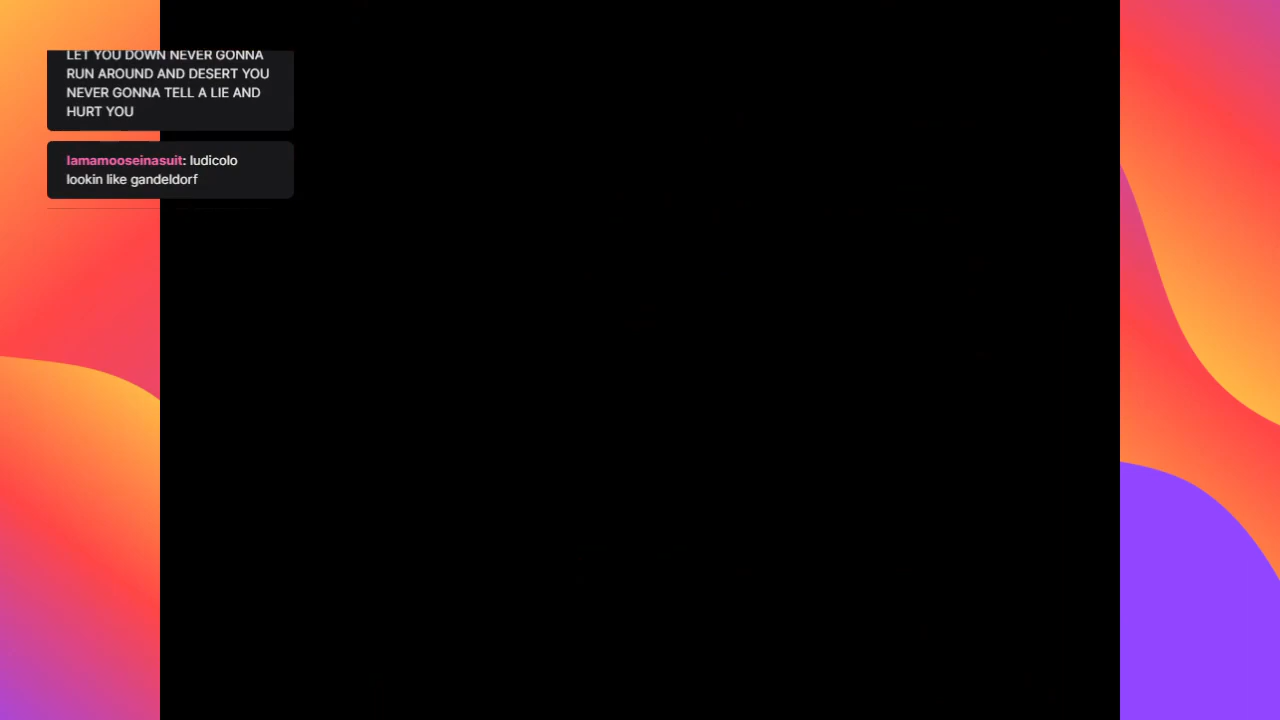 LET YOU DOWN NEVER GONNA
RUN AROUND AND DESERT YOU
NEVER GONNA TELL A LIE AND
HURT YOU
Iamamooseinasuit: ludicolo
lookin like gandeldorf